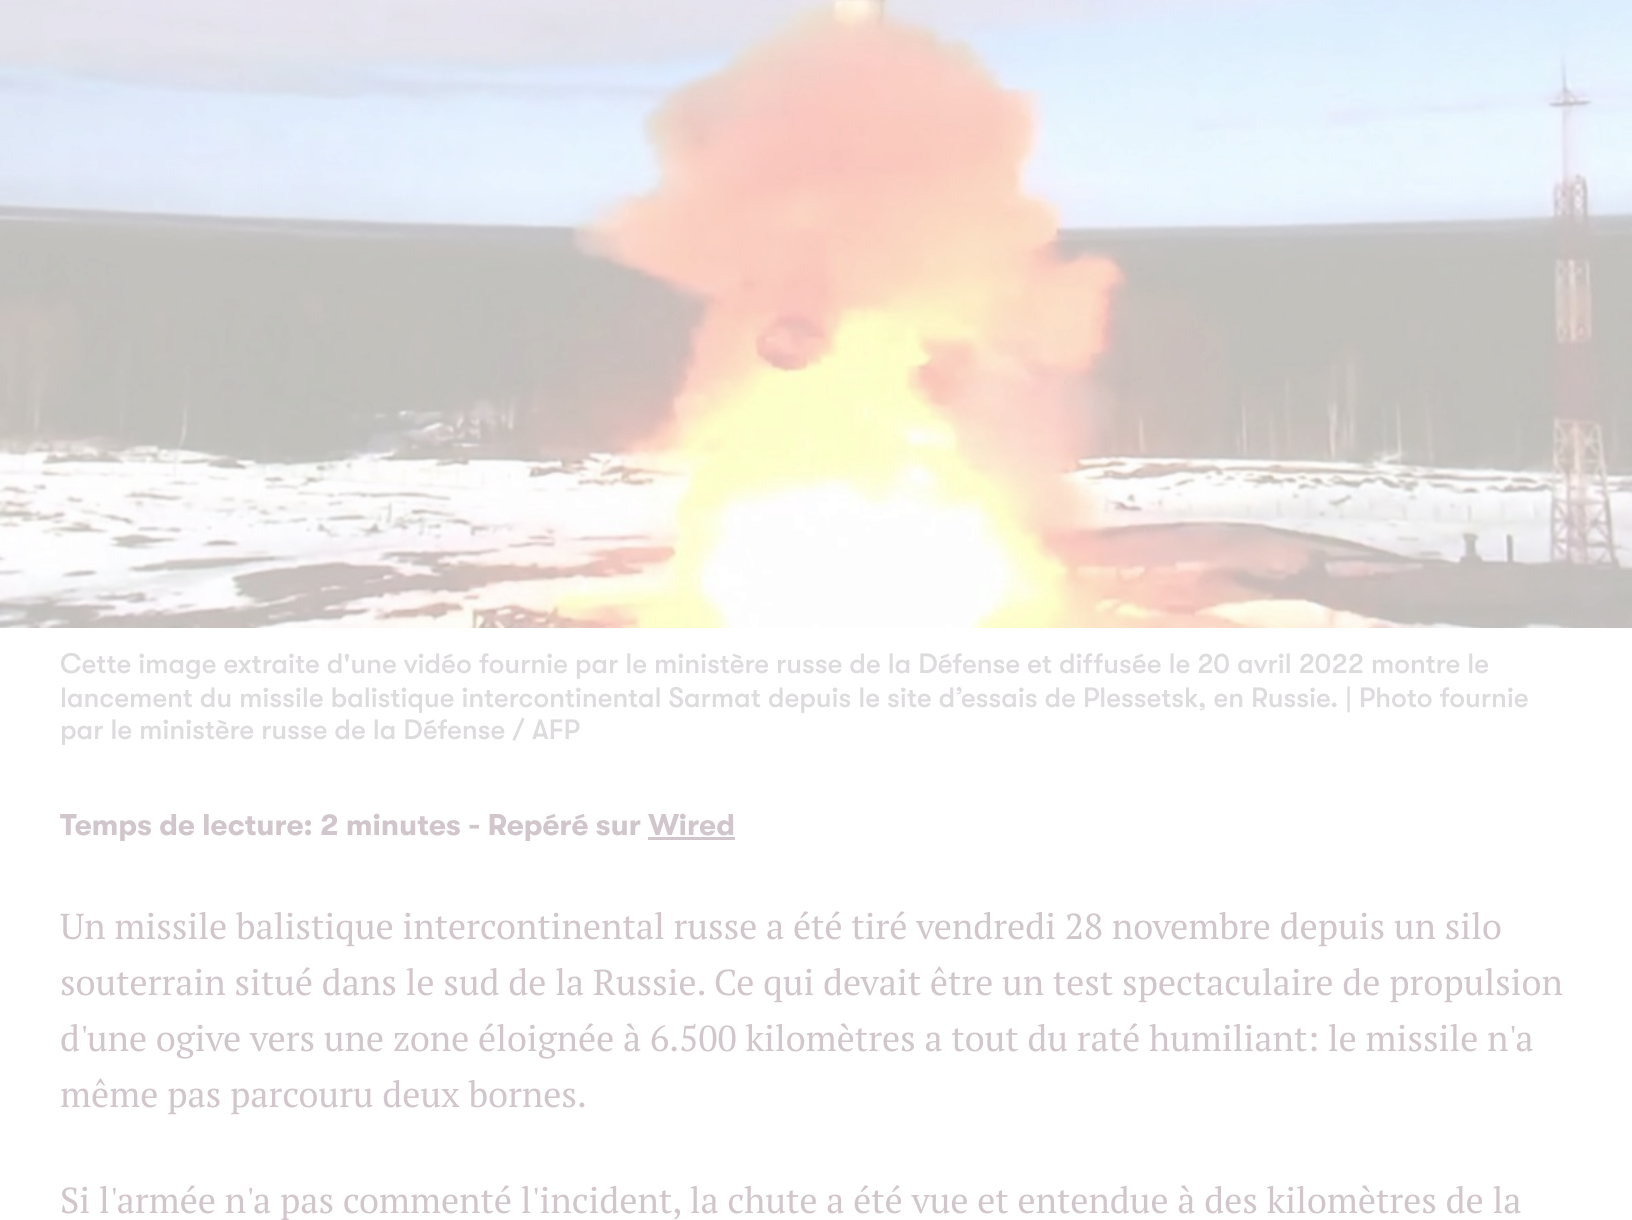 Cette image extraite d'une vidéo fournie par le ministère russe de la Défense et diffusée le 20 avril 2022 montre le
lancement du missile balistique intercontinental Sarmat depuis le site d’essais de Plessetsk, en Russie. | Photo fournie
par le ministère russe de la Défense / AFP
Temps de lecture: 2 minutes - Repéré sur Wired
Un missile balistique intercontinental russe a été tiré vendredi 28 novembre depuis un silo
souterrain situé dans le sud de la Russie. Ce qui devait être un test spectaculaire de propulsion
d'une ogive vers une zone éloignée à 6.500 kilomètres a tout du raté humiliant: le missile n'a
même pas parcouru deux bornes.
Si l'armée n'a pas commenté l'incident, la chute a été vue et entendue à des kilomètres de la